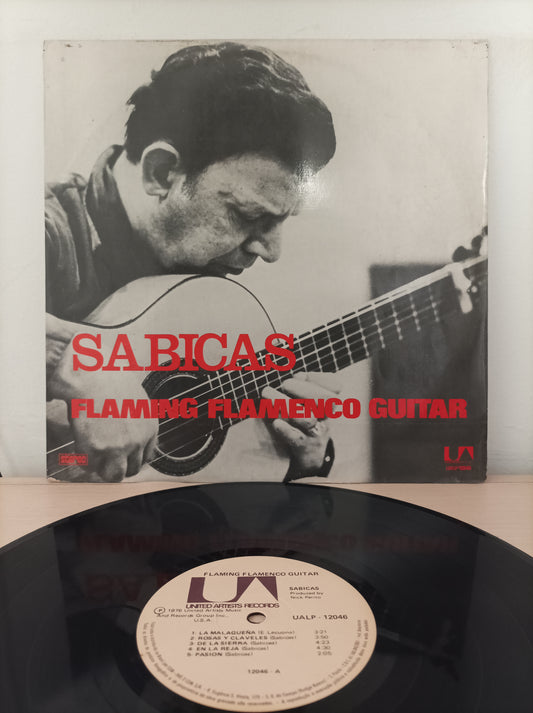 SABICAS
FLAMING FLAMENCO GUITAR
STEREO
UA
FLAMING FLAMENCO GUITAR
UA
UNITED ARTISTS RECORDS
SABICAS
Produced by
UALP - 12046
U.S.A.
1. LA MALAGUEÑA (E. Lecuona) 3:21
2. ROSAS Y CLAVELES (Sabicas) 3:50
3. DE LA SIERRA (Sabicas) 4:23
4. EN LA REJA (Sabicas) 4:30
5. PASION (Sabicas) 2:05
12046 - A